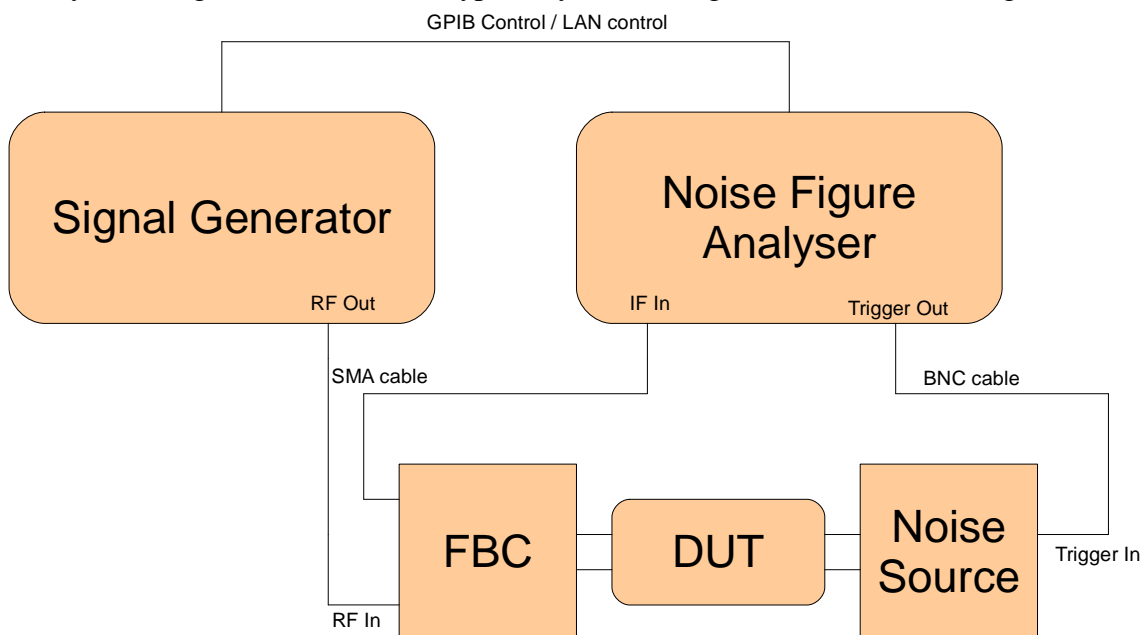 GPIB Control / LAN control
Signal Generator
Noise Figure
Analyser
RF Out
IF In
Trigger Out
SMA cable
BNC cable
FBC
DUT
Noise
Source
Trigger In
RF In